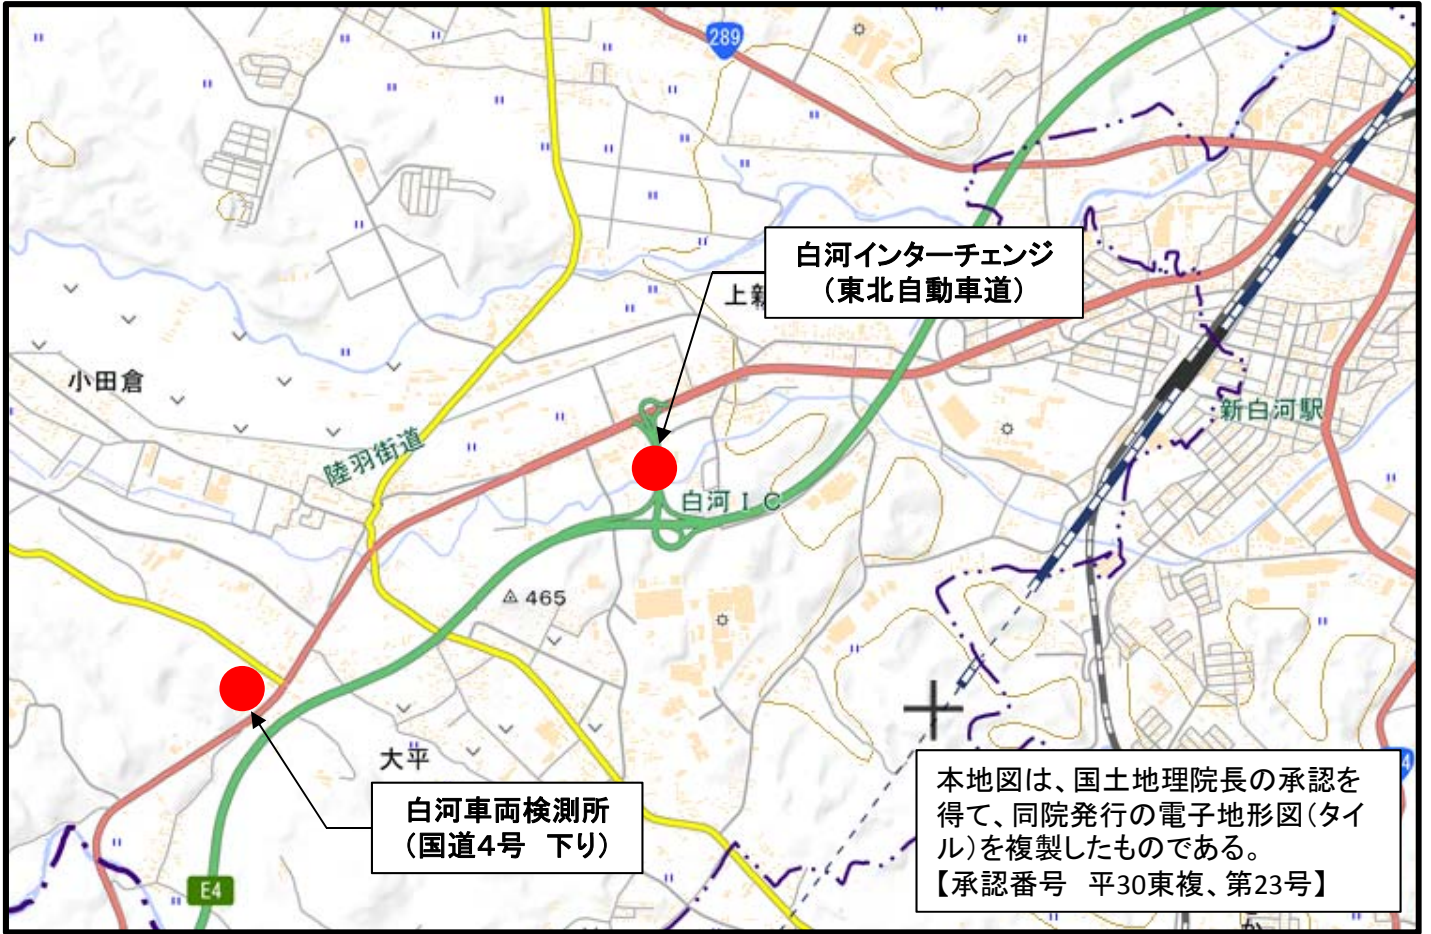 289
白河インターチェンジ
（東北自動車道）
上新
小田倉
新白河駅
陸羽街道
白河ＩＣ
465
大平
白河車両検測所
（国道4号　下り）
本地図は、国土地理院長の承認を
得て、同院発行の電子地形図（タイ
ル）を複製したものである。
【承認番号　平30東複、第23号】
4
E4